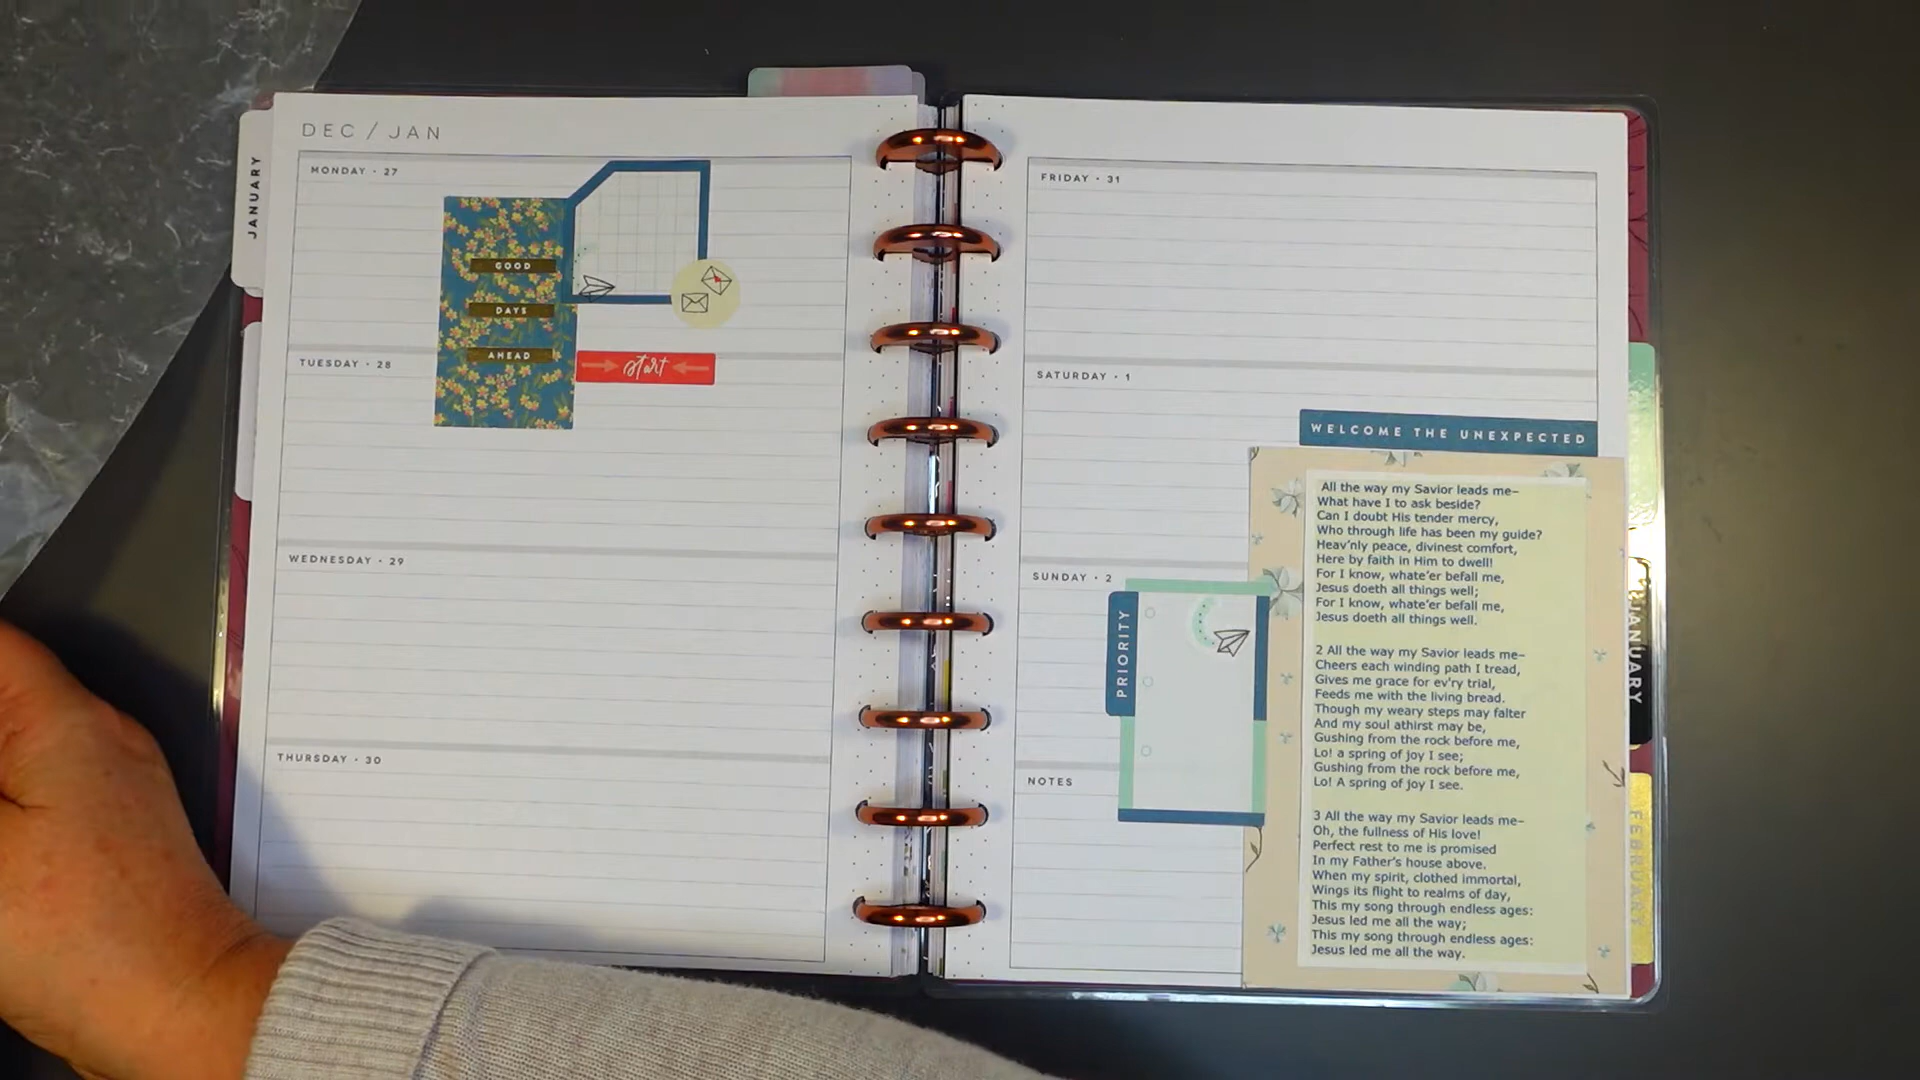 DEC / JAN
JANUARY
MONDAY • 27
GOOD
DAYS
AHEAD
TUESDAY • 28
start
WEDNESDAY • 29
THURSDAY • 30
FRIDAY • 31
SATURDAY • 1
WELCOME THE UNEXPECTED
SUNDAY • 2
PRIORITY
NOTES
All the way my Savior leads me–
What have I to ask beside?
Can I doubt His tender mercy,
Who through life has been my guide?
Heav'nly peace, divinest comfort,
Here by faith in Him to dwell!
For I know, whate'er befall me,
Jesus doeth all things well;
For I know, whate'er befall me,
Jesus doeth all things well.
2 All the way my Savior leads me–
Cheers each winding path I tread,
Gives me grace for ev'ry trial,
Feeds me with the living bread.
Though my weary steps may falter
And my soul athirst may be,
Gushing from the rock before me,
Lo! a spring of joy I see;
Gushing from the rock before me,
Lo! A spring of joy I see.
3 All the way my Savior leads me–
Oh, the fullness of His love!
Perfect rest to me is promised
In my Father's house above.
When my spirit, clothed immortal,
Wings its flight to realms of day,
This my song through endless ages:
Jesus led me all the way;
This my song through endless ages:
Jesus led me all the way.
JANUARY
FEBRUARY